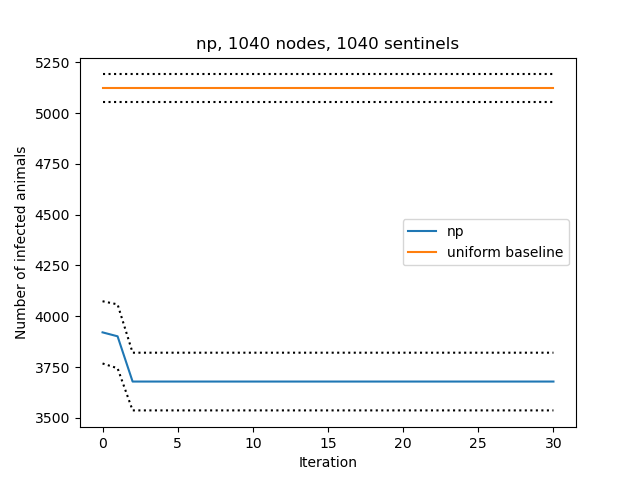 np, 1040 nodes, 1040 sentinels
5250
5000
4750
4500
4250
4000
3750
3500
Number of infected animals
np
uniform baseline
0 5 10 15 20 25 30
Iteration